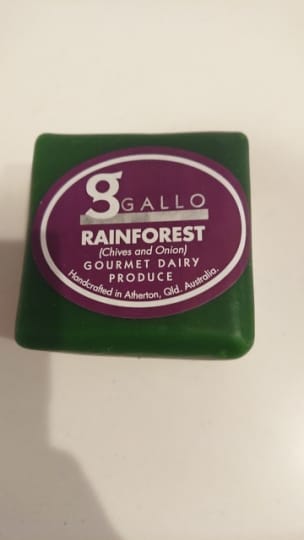 g GALLO
RAINFOREST
(Chives and Onion)
GOURMET DAIRY
PRODUCE
Handcrafted in Atherton, Qld. Australia.